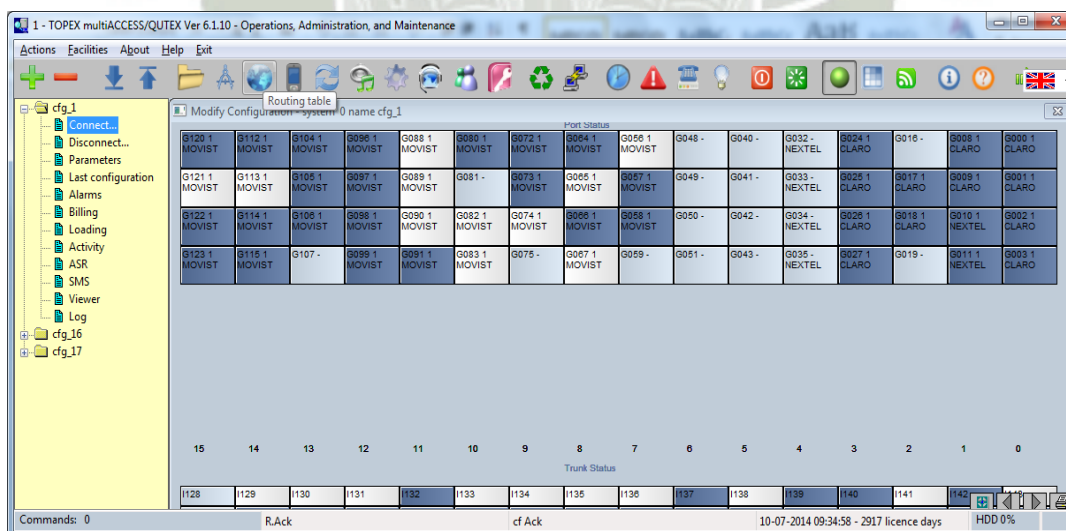 1 - TOPEX multiACCESS/QUTEX Ver 6.1.10 - Operations, Administration, and Maintenance
Actions Facilities About Help Exit
Routing table
cfg_1
Connect...
Disconnect...
Parameters
Last configuration
Alarms
Billing
Loading
Activity
ASR
SMS
Viewer
Log
cfg_16
cfg_17
Modify Configuration - system 0 name cfg_1
Port Status
G120 1 G112 1 G104 1 G096 1 G088 1 G080 1 G072 1 G064 1 G056 1 G048 - G040 - G032 - G024 1 G016 - G008 1 G000 1
MOVIST MOVIST MOVIST MOVIST MOVIST MOVIST MOVIST MOVIST MOVIST NEXTEL CLARO CLARO CLARO
G121 1 G113 1 G105 1 G097 1 G089 1 G081 - G073 1 G065 1 G057 1 G049 - G041 - G033 - G025 1 G017 1 G009 1 G001 1
MOVIST MOVIST MOVIST MOVIST MOVIST MOVIST MOVIST MOVIST NEXTEL CLARO CLARO CLARO CLARO
G122 1 G114 1 G106 1 G098 1 G090 1 G082 1 G074 1 G066 1 G058 1 G050 - G042 - G034 - G026 1 G018 1 G010 1 G002 1
MOVIST MOVIST MOVIST MOVIST MOVIST MOVIST MOVIST MOVIST MOVIST NEXTEL CLARO CLARO NEXTEL CLARO
G123 1 G115 1 G107 - G099 1 G091 1 G083 1 G075 - G067 1 G059 - G051 - G043 - G035 - G027 1 G019 - G011 1 G003 1
MOVIST MOVIST MOVIST MOVIST MOVIST MOVIST NEXTEL CLARO NEXTEL CLARO
15 14 13 12 11 10 9 8 7 6 5 4 3 2 1 0
Trunk Status
I128 I129 I130 I131 I132 I133 I134 I135 I136 I137 I138 I139 I140 I141 I142
Commands: 0 R.Ack cf Ack 10-07-2014 09:34:58 - 2917 licence days HDD 0%